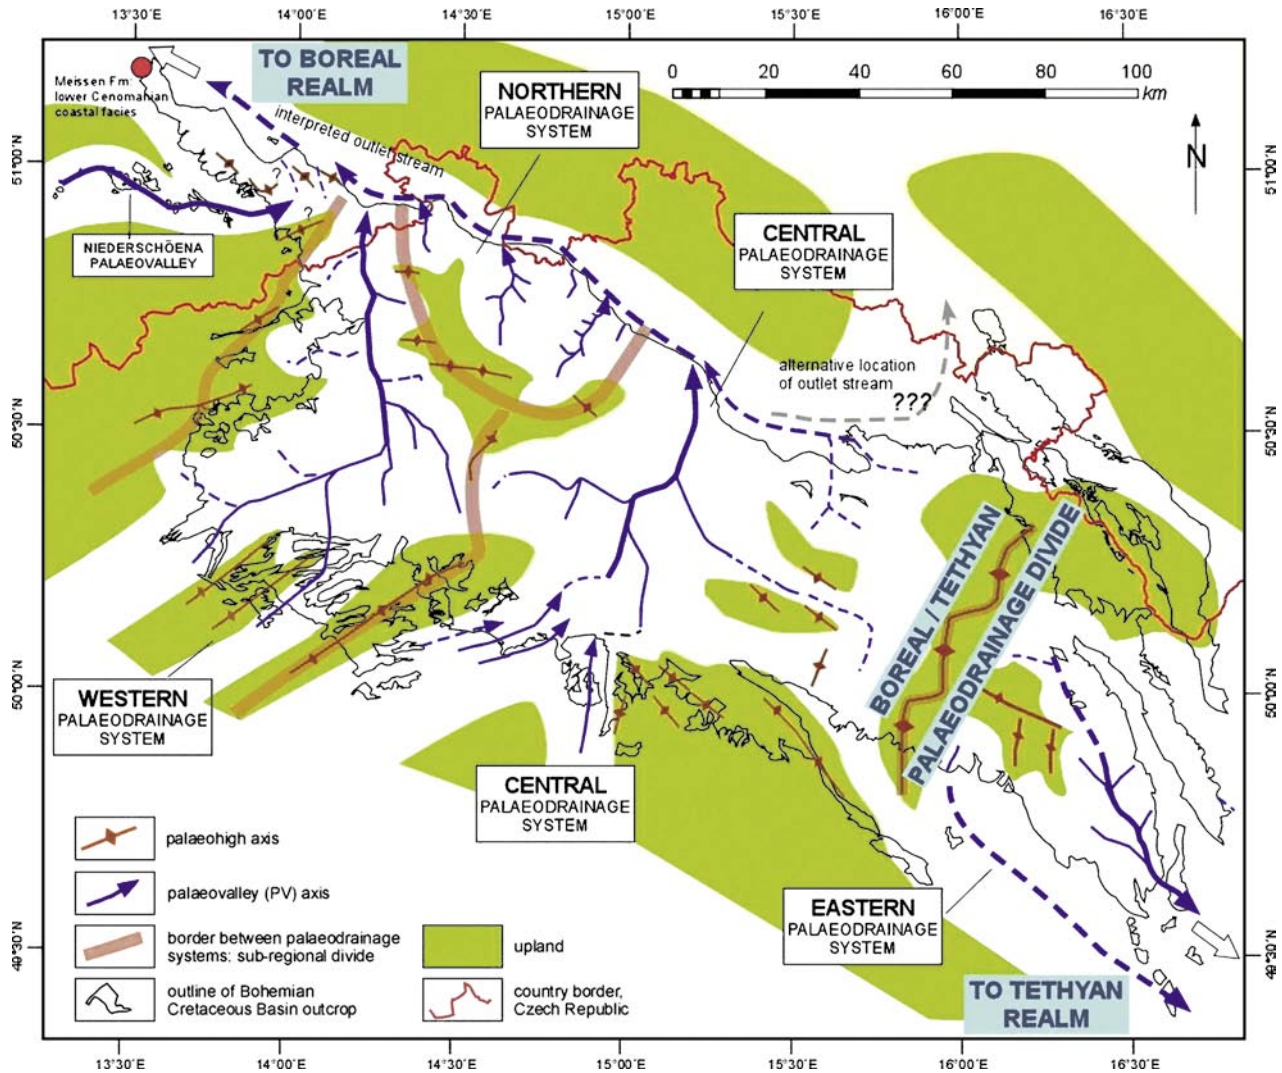 13°30'E 14°00'E 14°30'E 15°00'E 15°30'E 16°00'E 16°30'E
TO BOREAL
REALM
Meissen Fm:
lower Cenomanian
coastal facies
interpreted outlet stream
NORTHERN
PALAEODRAINAGE
SYSTEM
0 20 40 60 80 100
km
N
51°00'N
51°00'N
?
?
NIEDERSCHÖENA
PALAEOVALLEY
CENTRAL
PALAEODRAINAGE
SYSTEM
alternative location
of outlet stream
???
50°30'N
50°30'N
BOREAL / TETHYAN
PALAEODRAINAGE DIVIDE
50°00'N
50°00'N
WESTERN
PALAEODRAINAGE
SYSTEM
CENTRAL
PALAEODRAINAGE
SYSTEM
EASTERN
PALAEODRAINAGE
SYSTEM
TO TETHYAN
REALM
palaeohigh axis
palaeovalley (PV) axis
border between palaeodrainage
systems: sub-regional divide
outline of Bohemian
Cretaceous Basin outcrop
upland
country border,
Czech Republic
49°30'N
49°30'N
13°30'E 14°00'E 14°30'E 15°00'E 15°30'E 16°00'E 16°30'E